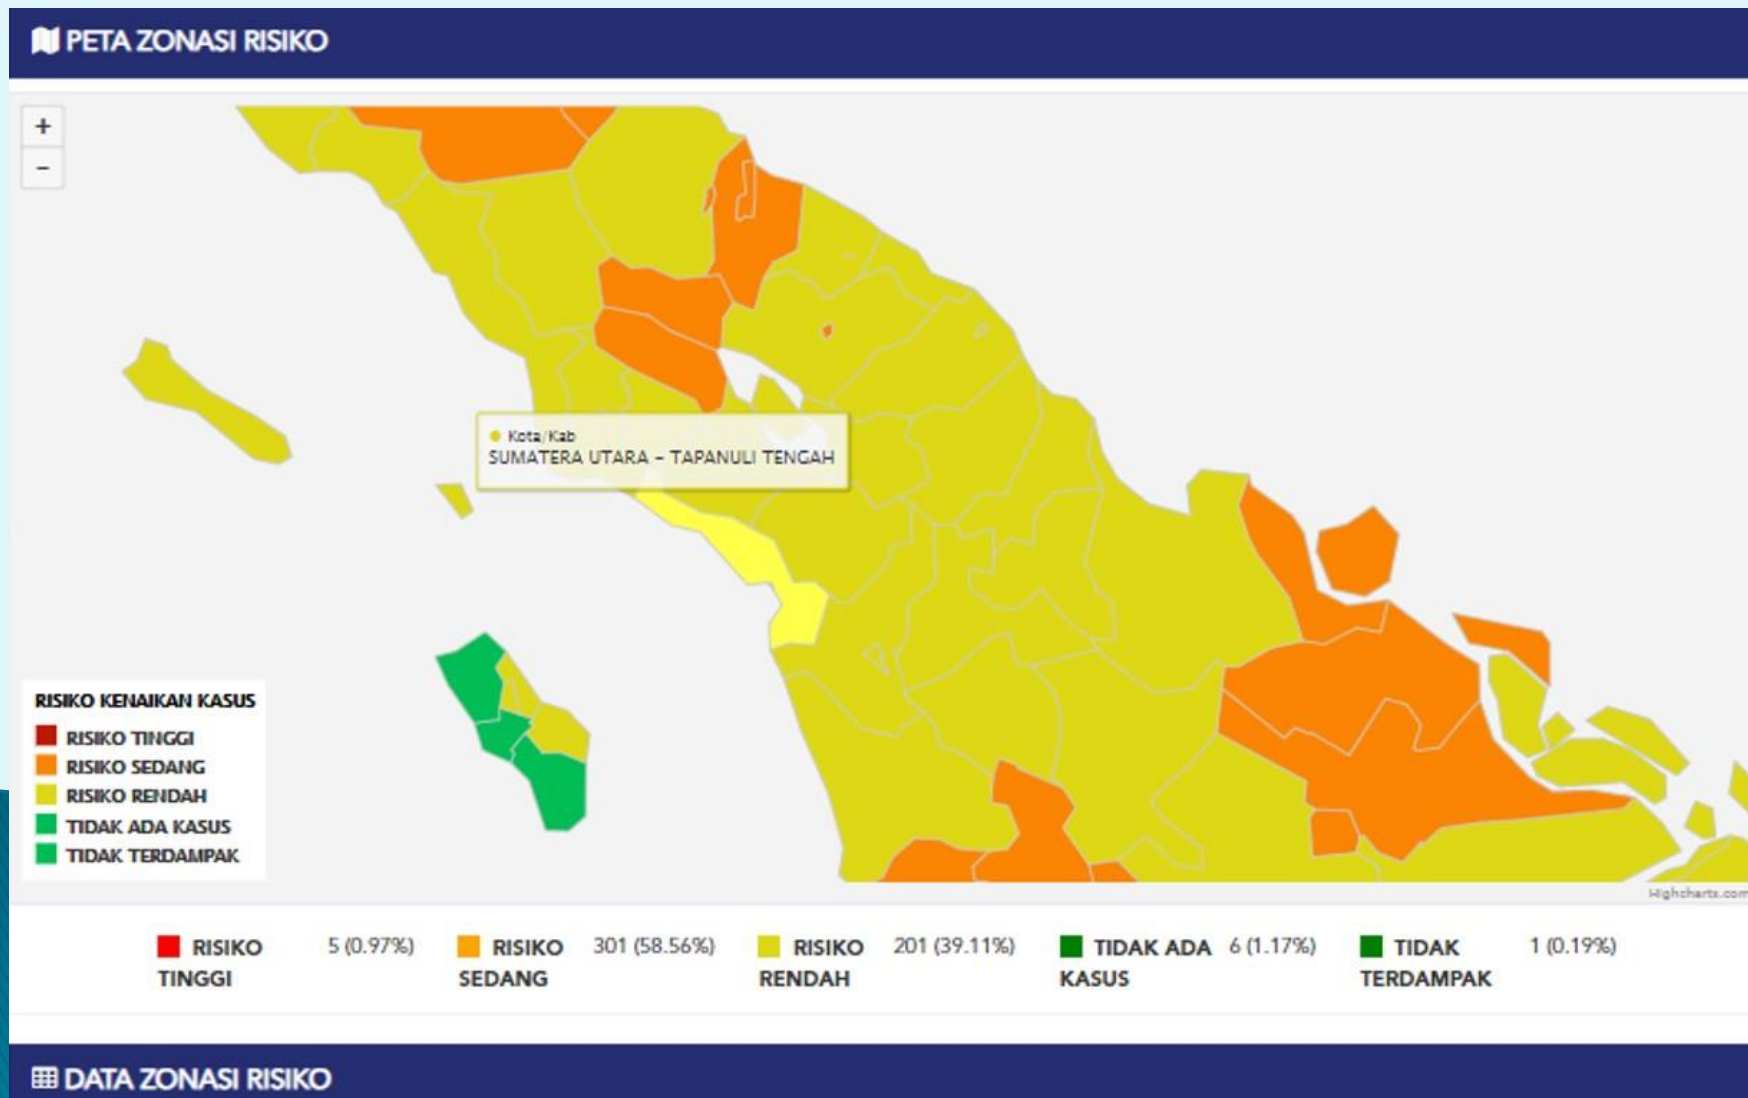 PETA ZONASI RISIKO
+
−
Kota/Kab
SUMATERA UTARA – TAPANULI TENGAH
RISIKO KENAIKAN KASUS
RISIKO TINGGI
RISIKO SEDANG
RISIKO RENDAH
TIDAK ADA KASUS
TIDAK TERDAMPAK
Highcharts.com
RISIKO TINGGI 5 (0.97%)
RISIKO SEDANG 301 (58.56%)
RISIKO RENDAH 201 (39.11%)
TIDAK ADA KASUS 6 (1.17%)
TIDAK TERDAMPAK 1 (0.19%)
DATA ZONASI RISIKO